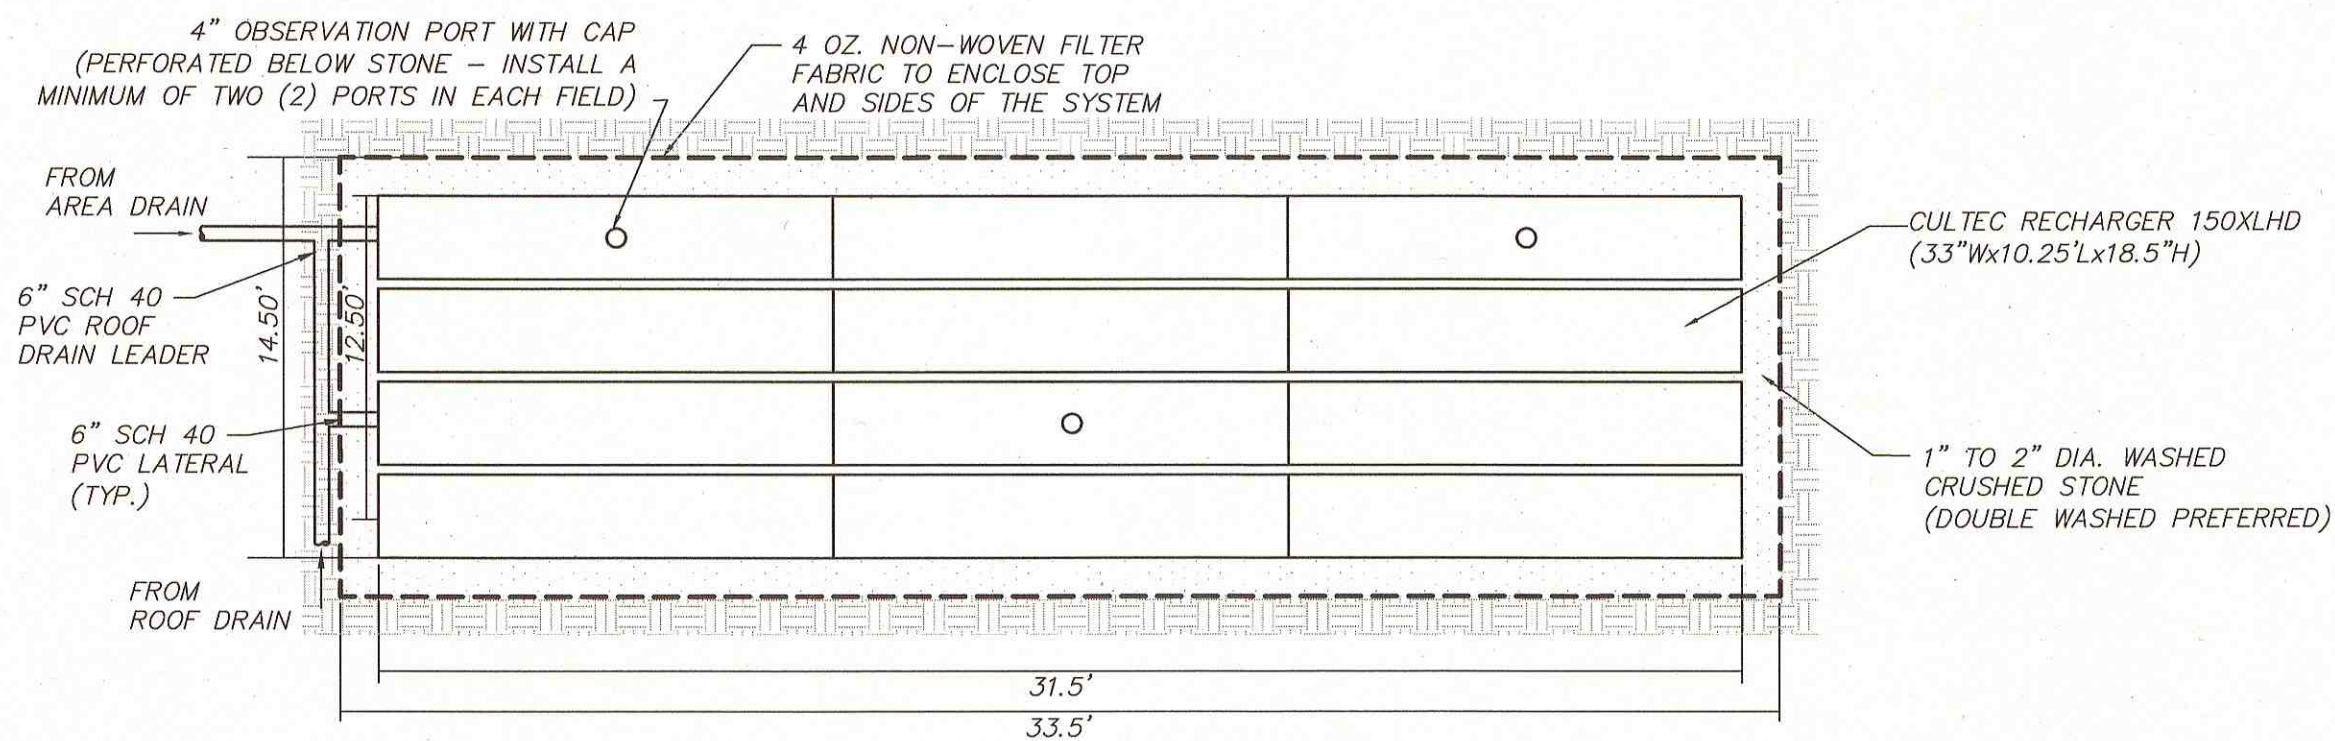 4" OBSERVATION PORT WITH CAP
(PERFORATED BELOW STONE – INSTALL A
MINIMUM OF TWO (2) PORTS IN EACH FIELD)
4 OZ. NON-WOVEN FILTER
FABRIC TO ENCLOSE TOP
AND SIDES OF THE SYSTEM
FROM
AREA DRAIN
6" SCH 40
PVC ROOF
DRAIN LEADER
14.50'
12.50'
6" SCH 40
PVC LATERAL
(TYP.)
FROM
ROOF DRAIN
CULTEC RECHARGER 150XLHD
(33"Wx10.25'Lx18.5"H)
1" TO 2" DIA. WASHED
CRUSHED STONE
(DOUBLE WASHED PREFERRED)
31.5'
33.5'